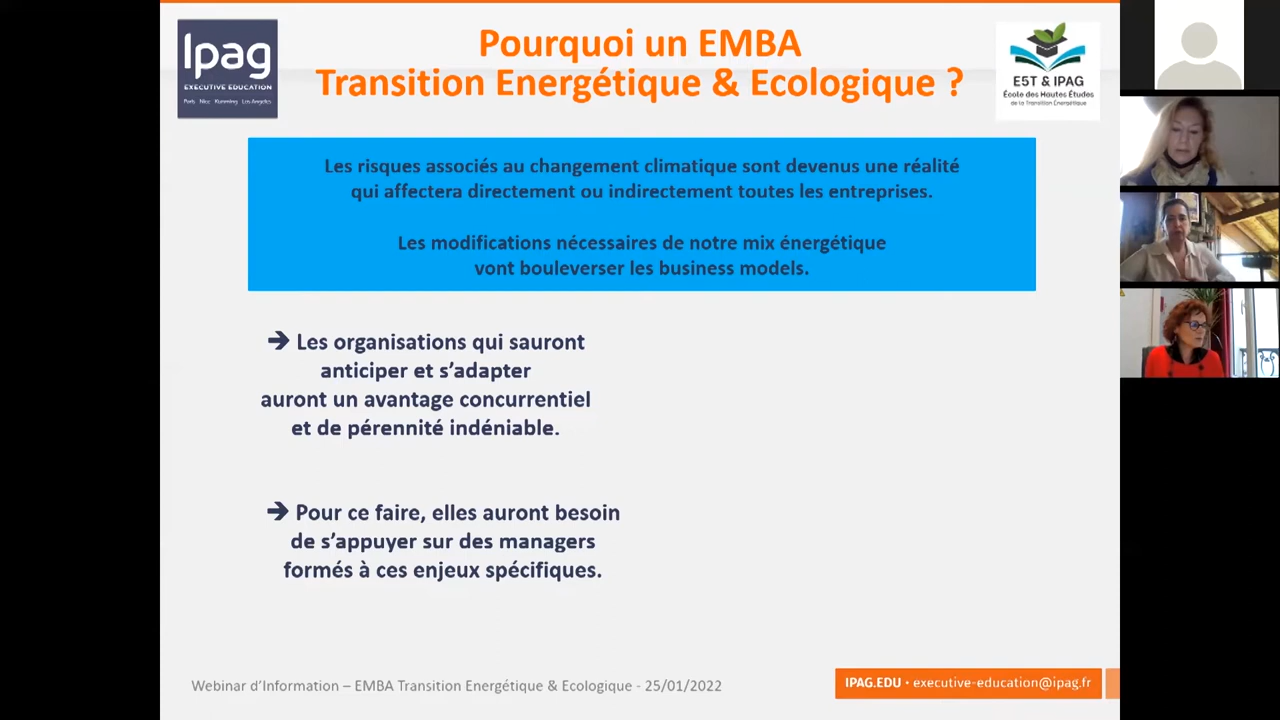 Ipag
EXECUTIVE EDUCATION
Paris Nice Kunming Los Angeles
Pourquoi un EMBA
Transition Energétique & Ecologique ?
E5T & IPAG
École des Hautes Études
de la Transition Energétique
Les risques associés au changement climatique sont devenus une réalité
qui affectera directement ou indirectement toutes les entreprises.
Les modifications nécessaires de notre mix énergétique
vont bouleverser les business models.
➔ Les organisations qui sauront
anticiper et s’adapter
auront un avantage concurrentiel
et de pérennité indéniable.
➔ Pour ce faire, elles auront besoin
de s’appuyer sur des managers
formés à ces enjeux spécifiques.
Webinar d’Information – EMBA Transition Energétique & Ecologique - 25/01/2022
IPAG.EDU • executive-education@ipag.fr